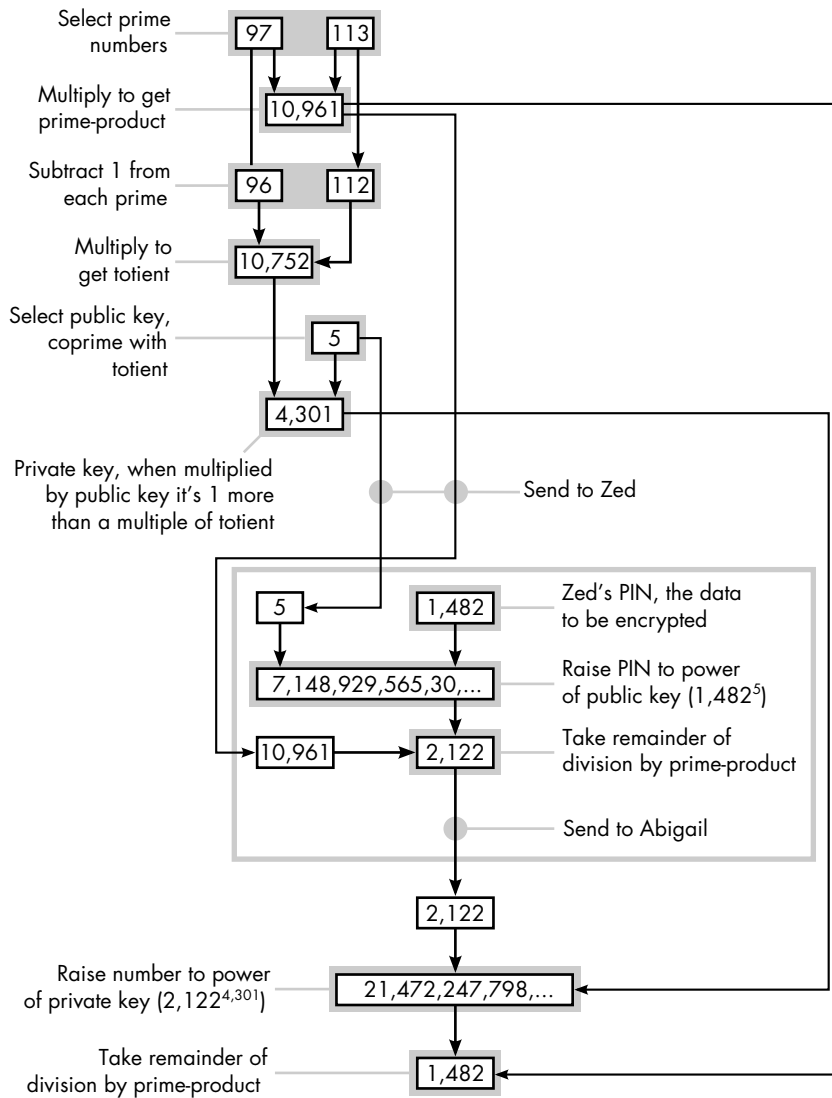 Select prime
numbers
97
113
Multiply to get
prime-product
10,961
Subtract 1 from
each prime
96
112
Multiply to
get totient
10,752
Select public key,
coprime with
totient
5
4,301
Private key, when multiplied
by public key it's 1 more
than a multiple of totient
Send to Zed
5
1,482
Zed's PIN, the data
to be encrypted
7,148,929,565,30,...
Raise PIN to power
of public key (1,482⁵)
10,961
2,122
Take remainder of
division by prime-product
Send to Abigail
2,122
Raise number to power
of private key (2,122⁴,³⁰¹)
21,472,247,798,...
Take remainder of
division by prime-product
1,482